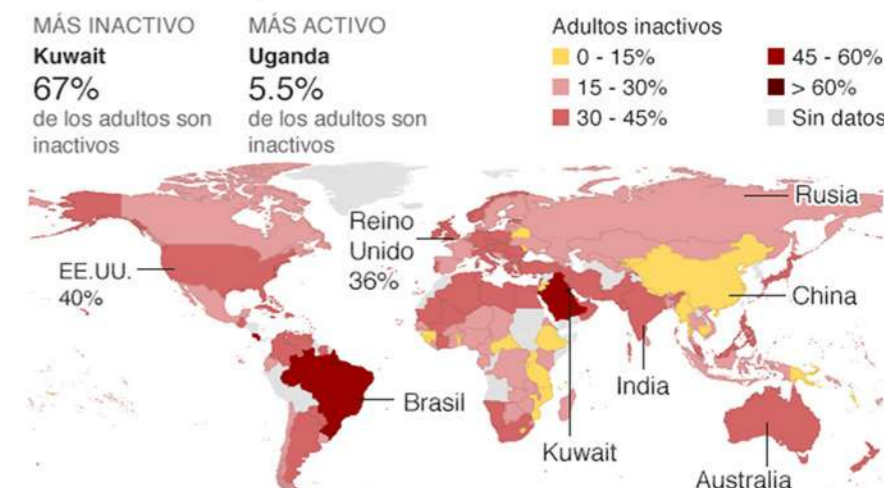 MÁS INACTIVO
Kuwait
67%
de los adultos son
inactivos
MÁS ACTIVO
Uganda
5.5%
de los adultos son
inactivos
Adultos inactivos
0 - 15%
15 - 30%
30 - 45%
45 - 60%
> 60%
Sin datos
Rusia
Reino
Unido
36%
EE.UU.
40%
China
India
Brasil
Kuwait
Australia